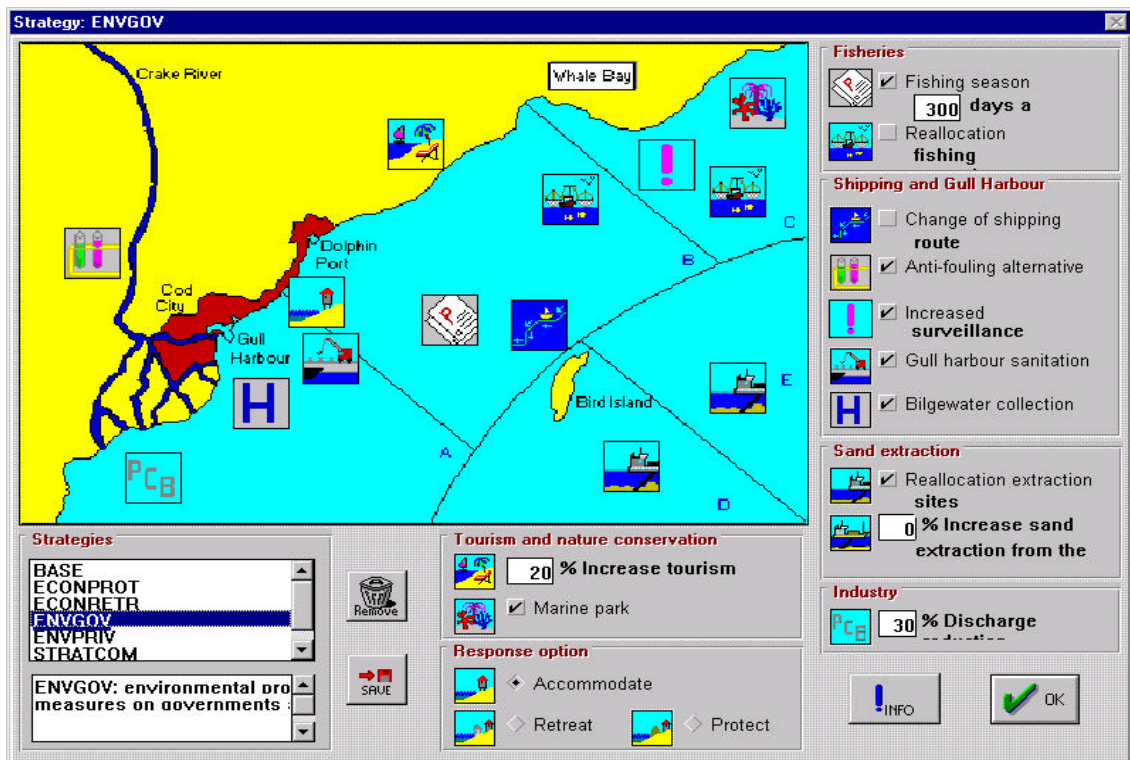 Strategy: ENVGOV
Crake River
Whale Bay
Dolphin
Port
Cod
City
Gull
Harbour
Bird Island
A
B
C
D
E
H
PCB
Fisheries
P
Fishing season
300 days a
Reallocation
fishing
Shipping and Gull Harbour
Change of shipping
route
Anti-fouling alternative
Increased
surveillance
Gull harbour sanitation
H Bilgewater collection
Sand extraction
Reallocation extraction
sites
0 % Increase sand
extraction from the
Industry
PCB 30 % Discharge
INFO
OK
Strategies
BASE
ECONPROT
ECONRETR
ENVGOV
ENVPRIV
STRATCOM
ENVGOV: environmental pro
measures on governments
Remove
SAVE
Tourism and nature conservation
20 % Increase tourism
Marine park
Response option
Accommodate
Retreat
Protect